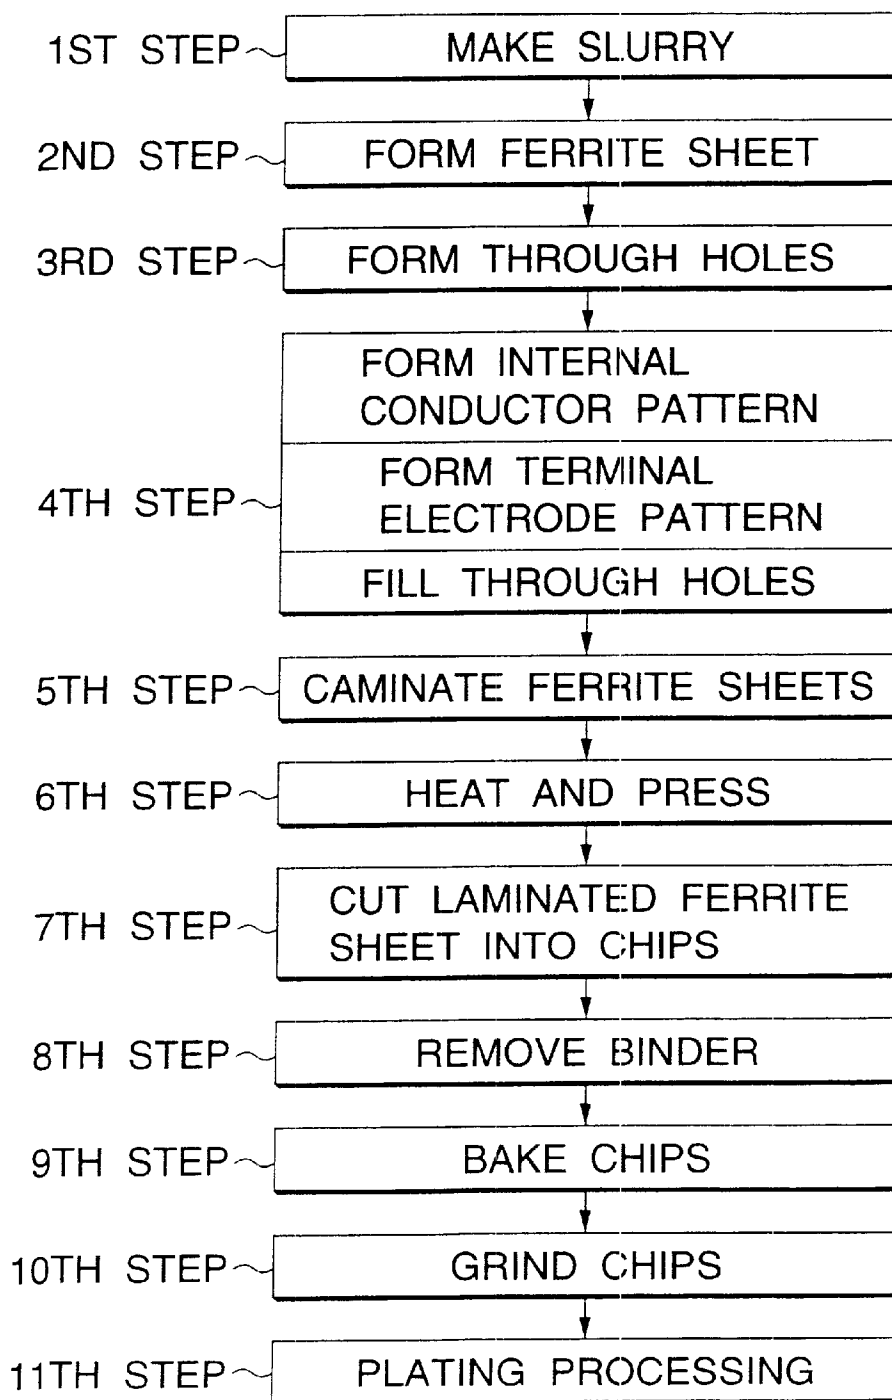 1ST STEP MAKE SLURRY
2ND STEP FORM FERRITE SHEET
3RD STEP FORM THROUGH HOLES
FORM INTERNAL
CONDUCTOR PATTERN
4TH STEP
FORM TERMINAL
ELECTRODE PATTERN
FILL THROUGH HOLES
5TH STEP CAMINATE FERRITE SHEETS
6TH STEP HEAT AND PRESS
7TH STEP
CUT LAMINATED FERRITE
SHEET INTO CHIPS
8TH STEP REMOVE BINDER
9TH STEP BAKE CHIPS
10TH STEP GRIND CHIPS
11TH STEP PLATING PROCESSING